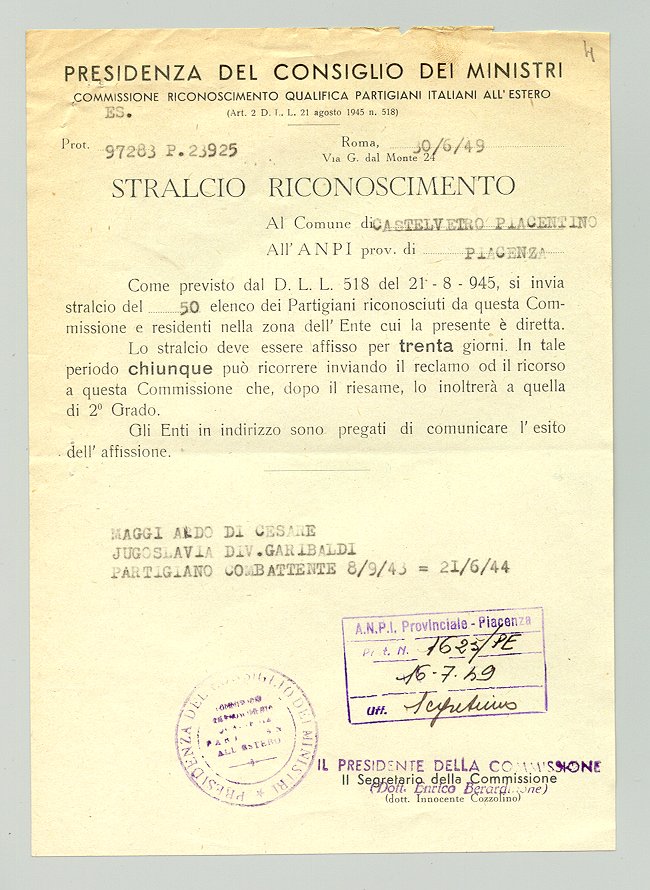 4
PRESIDENZA DEL CONSIGLIO DEI MINISTRI
COMMISSIONE RICONOSCIMENTO QUALIFICA PARTIGIANI ITALIANI ALL'ESTERO
ES.
(Art. 2 D. L. L. 21 agosto 1945 n. 518)
Prot. 97283 P.23925 Roma, 30/6/49
Via G. dal Monte 24
STRALCIO RICONOSCIMENTO
Al Comune di CASTELVETRO PIACENTINO
All'ANPI prov. di PIACENZA
Come previsto dal D. L. L. 518 del 21 - 8 - 945, si invia
stralcio del 50 elenco dei Partigiani riconosciuti da questa Com-
missione e residenti nella zona dell' Ente cui la presente è diretta.
Lo stralcio deve essere affisso per trenta giorni. In tale
periodo chiunque può ricorrere inviando il reclamo od il ricorso
a questa Commissione che, dopo il riesame, lo inoltrerà a quella
di 2º Grado.
Gli Enti in indirizzo sono pregati di comunicare l' esito
dell' affissione.
MAGGI ARDO DI CESARE
JUGOSLAVIA DIV.GARIBALDI
PARTIGIANO COMBATTENTE 8/9/43 = 21/6/44
A.N.P.I. Provinciale - Piacenza
Prot. N. 1623/PE
16-7-49
Uff.
PRESIDENZA DEL CONSIGLIO DEI MINISTRI
ALL'ESTERO
IL PRESIDENTE DELLA COMMISSIONE
Il Segretario della Commissione
(Dott. Enrico Berardinone)
(dott. Innocente Cozzolino)